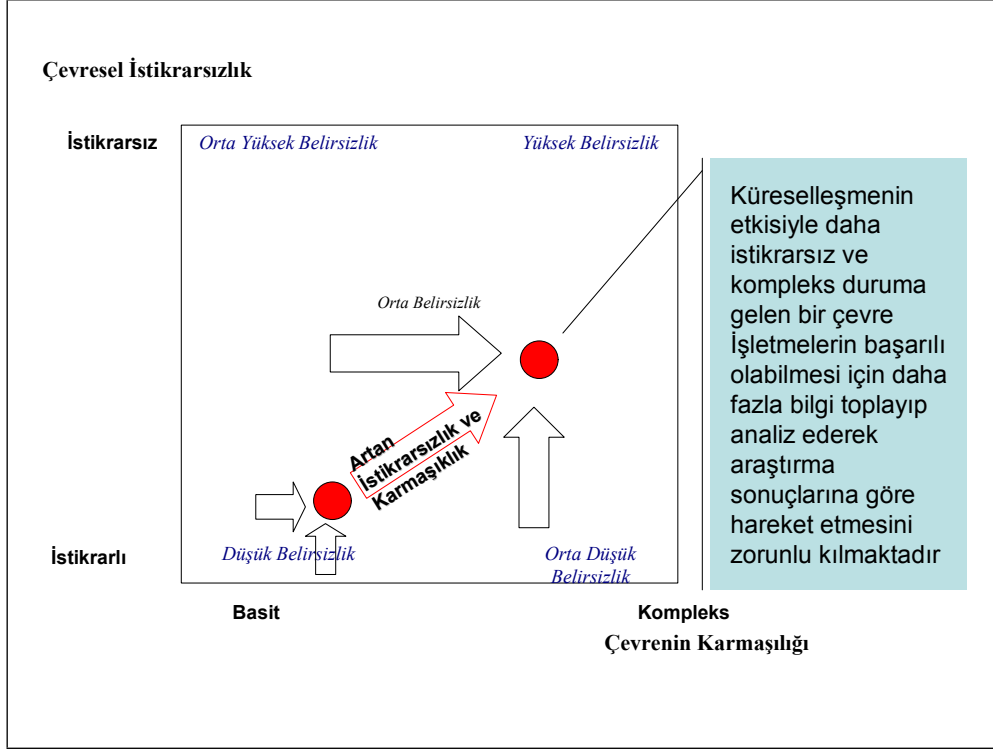 Çevresel İstikrarsızlık
İstikrarsız
Orta Yüksek Belirsizlik
Yüksek Belirsizlik
Küreselleşmenin
etkisiyle daha
istikrarsız ve
kompleks duruma
gelen bir çevre
İşletmelerin başarılı
olabilmesi için daha
fazla bilgi toplayıp
analiz ederek
araştırma
sonuçlarına göre
hareket etmesini
zorunlu kılmaktadır
Orta Belirsizlik
Artan
İstikrarsızlık ve
Karmaşıklık
İstikrarlı
Düşük Belirsizlik
Orta Düşük
Belirsizlik
Basit
Kompleks
Çevrenin Karmaşılığı